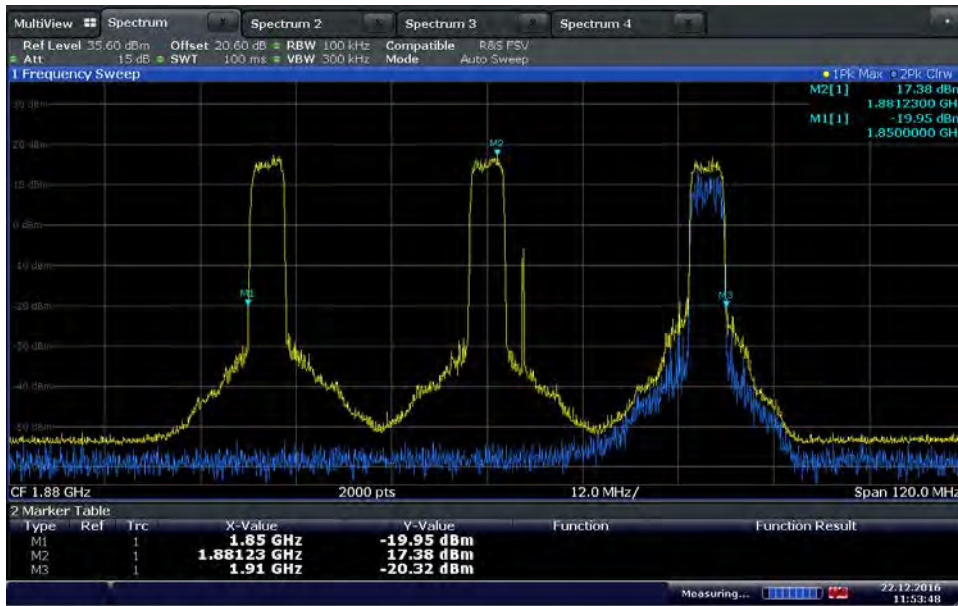 MultiView Spectrum Spectrum 2 Spectrum 3 Spectrum 4
Ref Level 35.60 dBm Offset 20.60 dB RBW 100 kHz Compatible R&S FSV
Att 15 dB SWT 100 ms VBW 300 kHz Mode Auto Sweep
1 Frequency Sweep 1Pk Max 2Pk Clrw
M2[1] 17.38 dBm
1.8812300 GH
M1[1] -19.95 dBm
1.8500000 GH
30 dBm
20 dBm
M2
10 dBm
0 dBm
-10 dBm
M1
M3
-20 dBm
-30 dBm
-40 dBm
-50 dBm
CF 1.88 GHz 2000 pts 12.0 MHz/ Span 120.0 MHz
2 Marker Table
Type Ref Trc X-Value Y-Value Function Function Result
M1 1 1.85 GHz -19.95 dBm
M2 1 1.88123 GHz 17.38 dBm
M3 1 1.91 GHz -20.32 dBm
Measuring... 22.12.2016
11:53:48